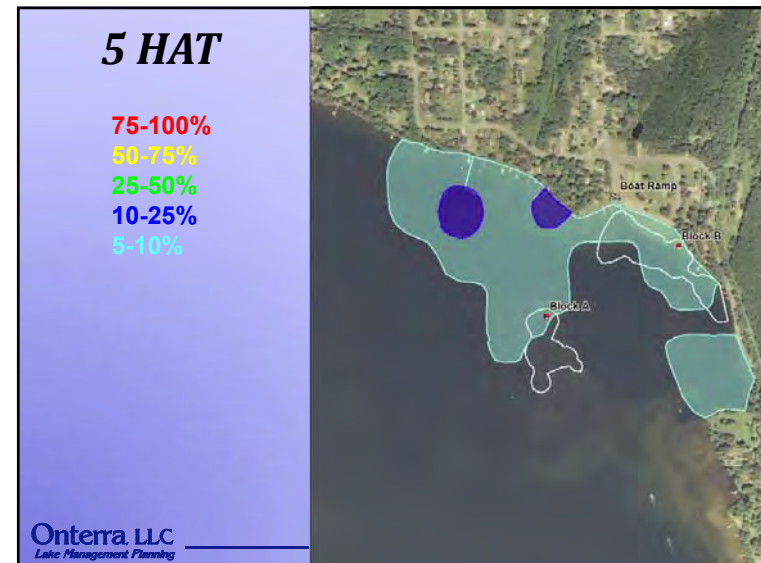 5 HAT
75-100%
50-75%
25-50%
10-25%
5-10%
Boat Ramp
Block B
Block A
Onterra LLC
Lake Management Planning